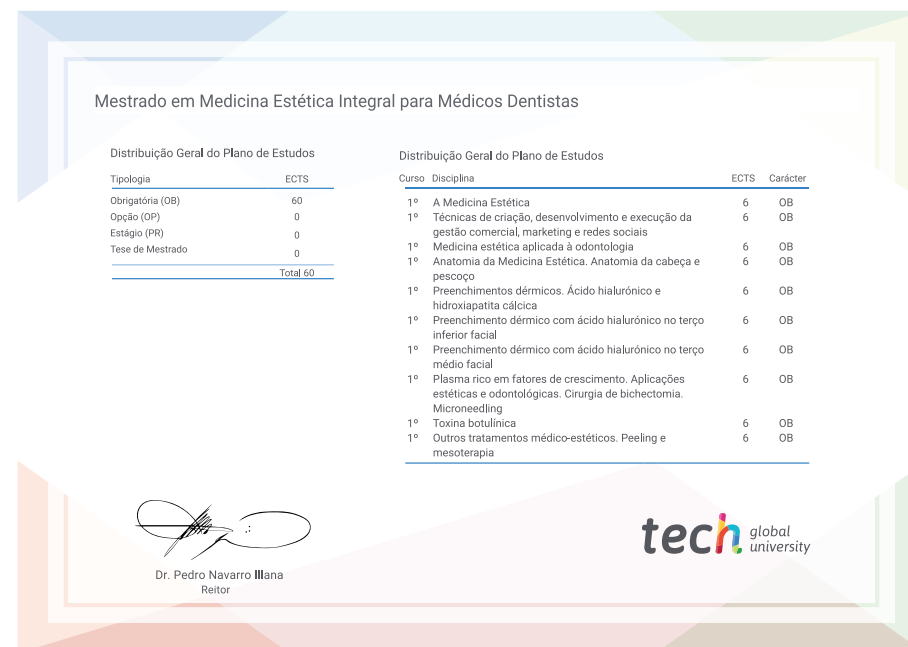 Mestrado em Medicina Estética Integral para Médicos Dentistas
Distribuição Geral do Plano de Estudos
Tipologia ECTS
Obrigatória (OB) 60
Opção (OP) 0
Estágio (PR) 0
Tese de Mestrado 0
Total 60
Distribuição Geral do Plano de Estudos
Curso Disciplina ECTS Carácter
1º A Medicina Estética 6 OB
1º Técnicas de criação, desenvolvimento e execução da 6 OB
gestão comercial, marketing e redes sociais
1º Medicina estética aplicada à odontologia 6 OB
1º Anatomia da Medicina Estética. Anatomia da cabeça e 6 OB
pescoço
1º Preenchimentos dérmicos. Ácido hialurónico e 6 OB
hidroxiapatita cálcica
1º Preenchimento dérmico com ácido hialurónico no terço 6 OB
inferior facial
1º Preenchimento dérmico com ácido hialurónico no terço 6 OB
médio facial
1º Plasma rico em fatores de crescimento. Aplicações 6 OB
estéticas e odontológicas. Cirurgia de bichectomia.
Microneedling
1º Toxina botulínica 6 OB
1º Outros tratamentos médico-estéticos. Peeling e 6 OB
mesoterapia
Dr. Pedro Navarro Illana
Reitor
tech global
university